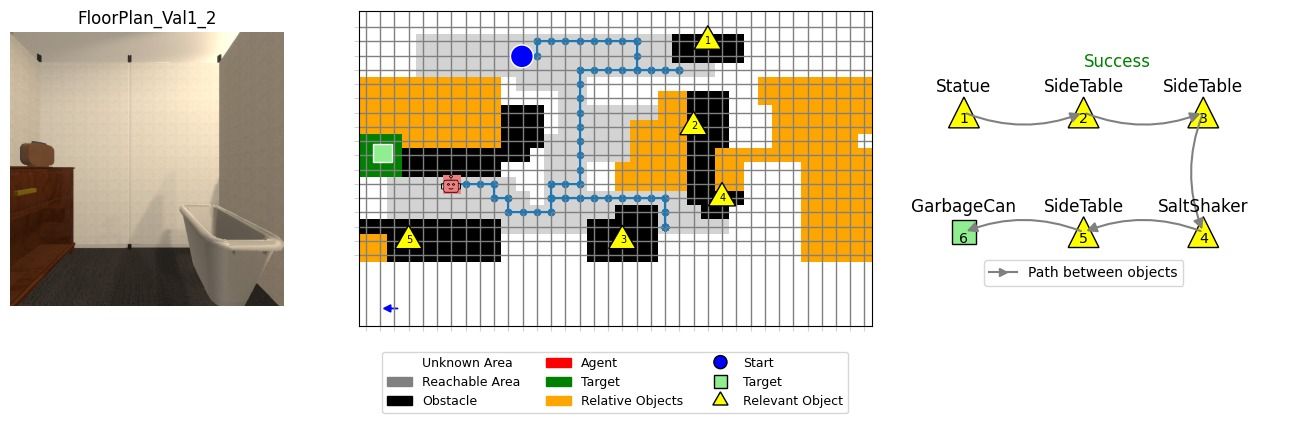 FloorPlan_Val1_2
1
2
4
3
5
Success
Statue SideTable SideTable
1 2 3
GarbageCan SideTable SaltShaker
6 5 4
Path between objects
Unknown Area Agent Start
Reachable Area Target Target
Obstacle Relative Objects Relevant Object